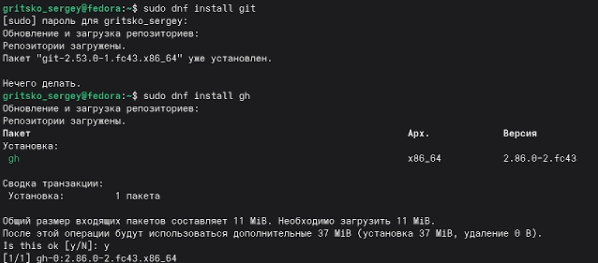 gritsko_sergey@fedora:~$ sudo dnf install git
[sudo] пароль для gritsko_sergey:
Обновление и загрузка репозиториев:
Репозитории загружены.
Пакет "git-2.53.0-1.fc43.x86_64" уже установлен.
Нечего делать.
gritsko_sergey@fedora:~$ sudo dnf install gh
Обновление и загрузка репозиториев:
Репозитории загружены.
Пакет Арх. Версия
Установка:
gh x86_64 2.86.0-2.fc43
Сводка транзакции:
Установка: 1 пакета
Общий размер входящих пакетов составляет 11 MiB. Необходимо загрузить 11 MiB.
После этой операции будут использоваться дополнительные 37 MiB (установка 37 MiB, удаление 0 B).
Is this ok [y/N]: y
[1/1] gh-0:2.86.0-2.fc43.x86_64